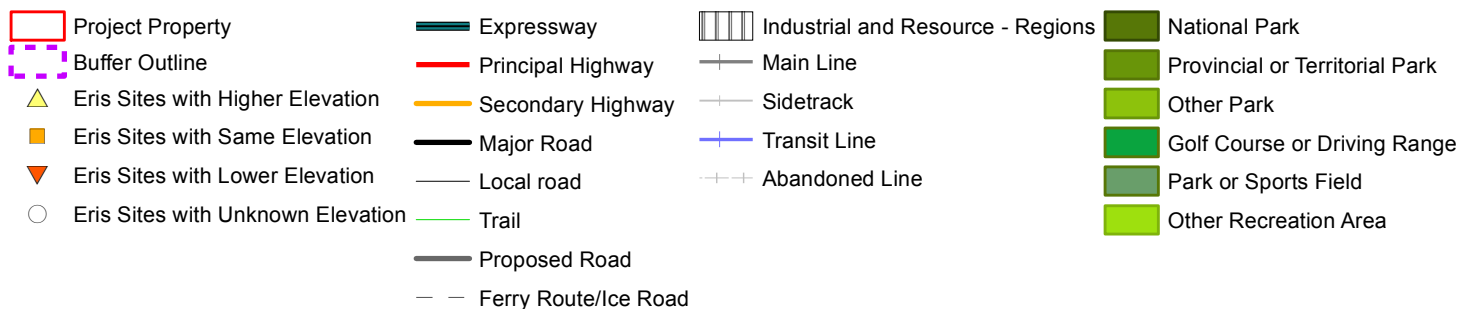 Project Property
Buffer Outline
Eris Sites with Higher Elevation
Eris Sites with Same Elevation
Eris Sites with Lower Elevation
Eris Sites with Unknown Elevation
Expressway
Principal Highway
Secondary Highway
Major Road
Local road
Trail
Proposed Road
Ferry Route/Ice Road
Industrial and Resource - Regions
Main Line
Sidetrack
Transit Line
Abandoned Line
National Park
Provincial or Territorial Park
Other Park
Golf Course or Driving Range
Park or Sports Field
Other Recreation Area